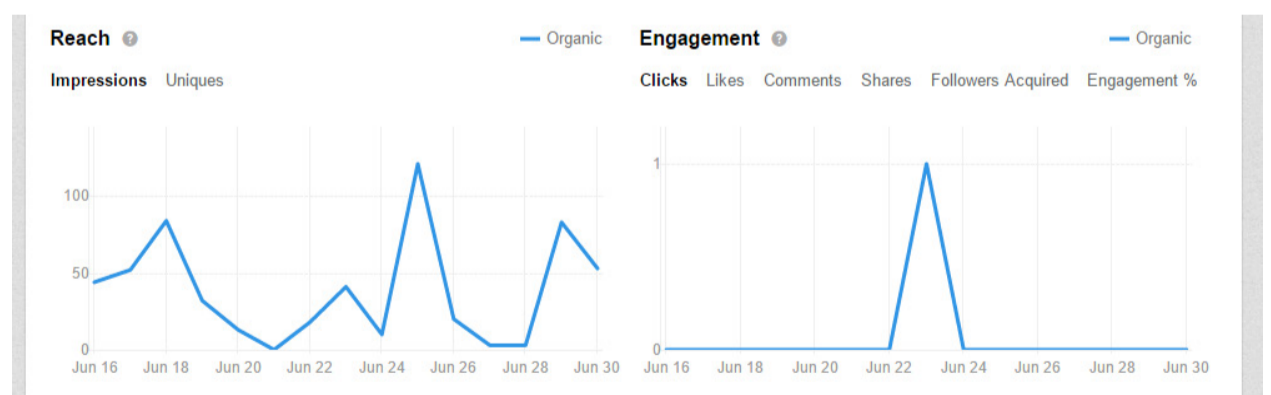 Reach ?
Organic
Impressions Uniques
100
50
0
Jun 16 Jun 18 Jun 20 Jun 22 Jun 24 Jun 26 Jun 28 Jun 30
Engagement ?
Organic
Clicks Likes Comments Shares Followers Acquired Engagement %
1
0
Jun 16 Jun 18 Jun 20 Jun 22 Jun 24 Jun 26 Jun 28 Jun 30